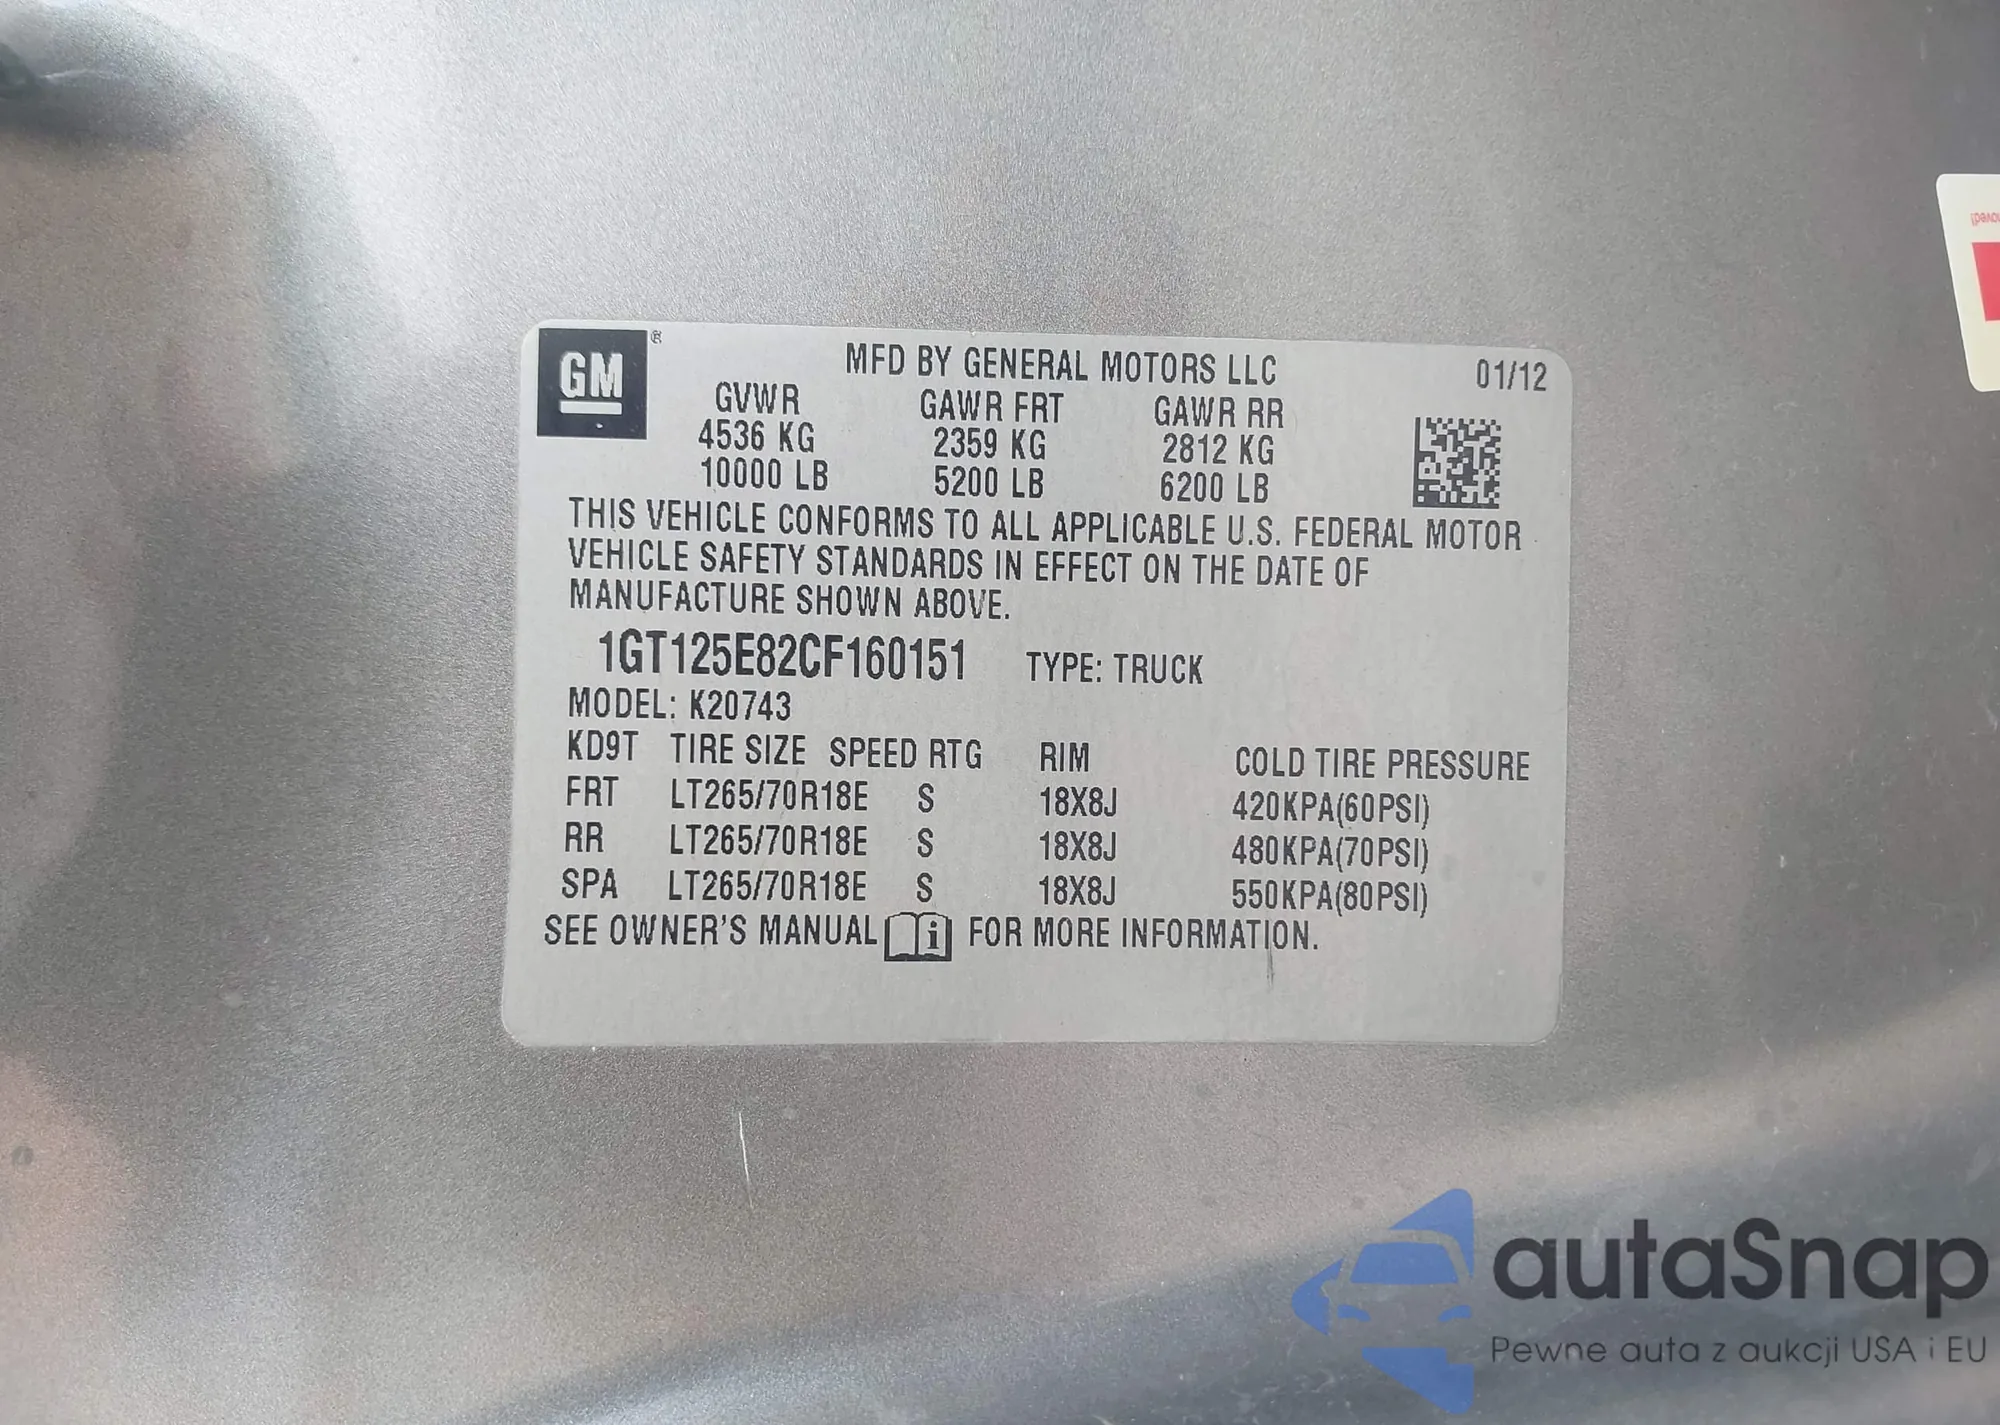 GM ®
MFD BY GENERAL MOTORS LLC 01/12
GVWR GAWR FRT GAWR RR
4536 KG 2359 KG 2812 KG
10000 LB 5200 LB 6200 LB
THIS VEHICLE CONFORMS TO ALL APPLICABLE U.S. FEDERAL MOTOR
VEHICLE SAFETY STANDARDS IN EFFECT ON THE DATE OF
MANUFACTURE SHOWN ABOVE.
1GT125E82CF160151 TYPE: TRUCK
MODEL: K20743
KD9T TIRE SIZE SPEED RTG RIM COLD TIRE PRESSURE
FRT LT265/70R18E S 18X8J 420KPA(60PSI)
RR LT265/70R18E S 18X8J 480KPA(70PSI)
SPA LT265/70R18E S 18X8J 550KPA(80PSI)
SEE OWNER'S MANUAL i FOR MORE INFORMATION.
autaSnap
Pewne auta z aukcji USA i EU